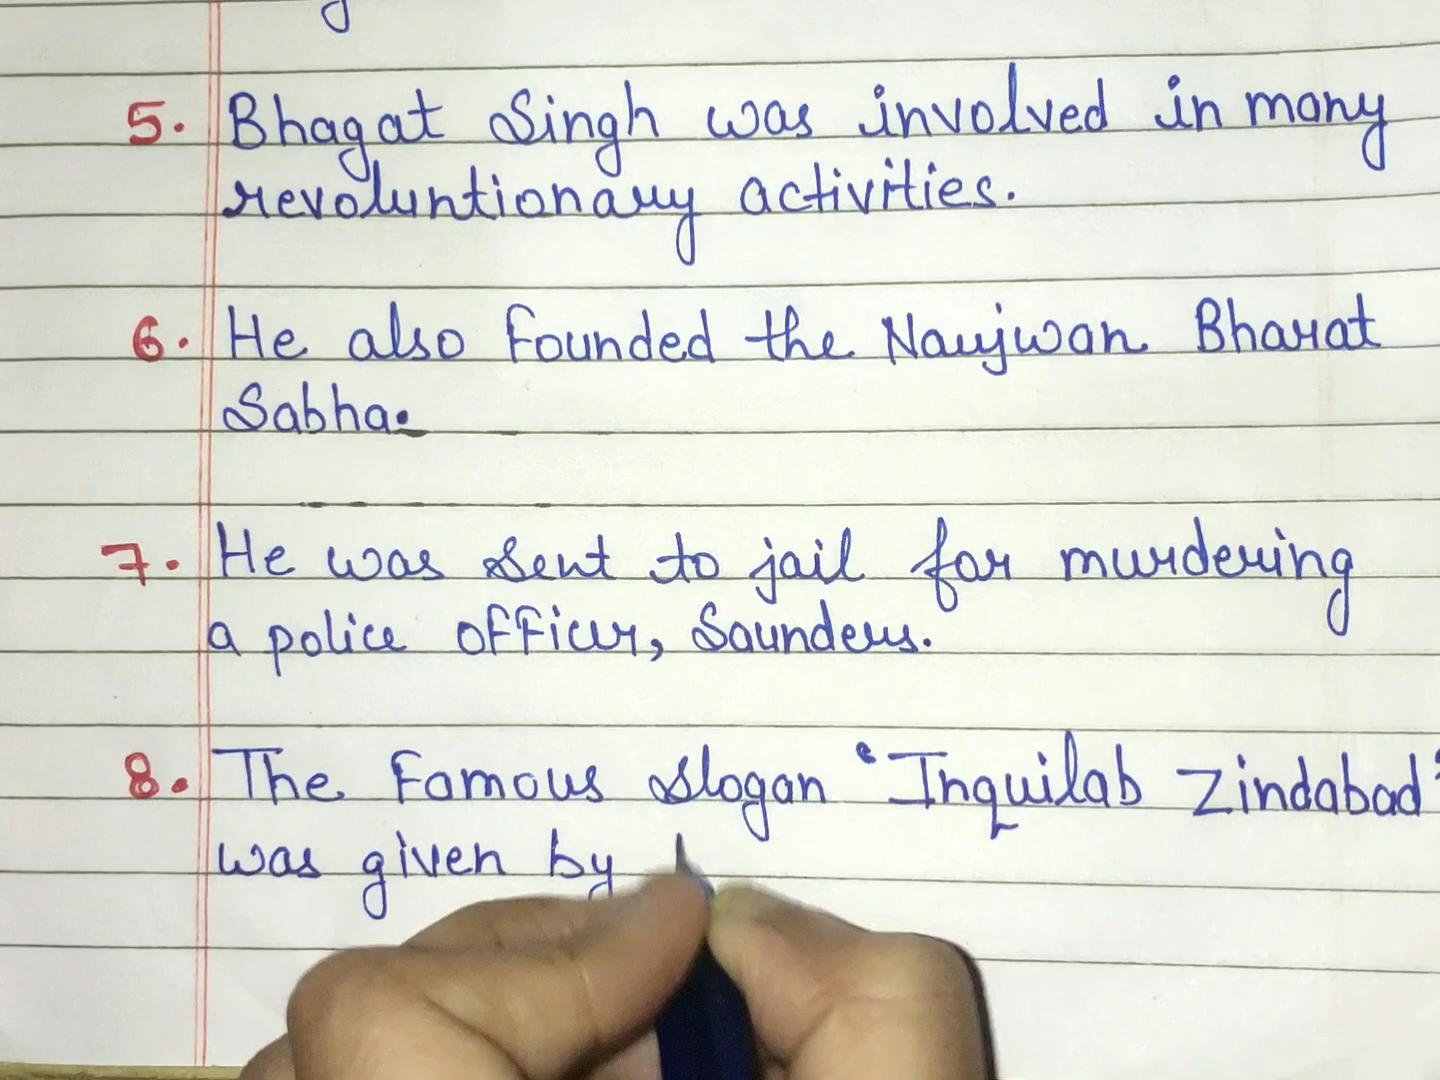 5. Bhagat Singh was involved in many
revoluntionary activities.
6. He also founded the Naujwan Bharat
Sabha.
7. He was sent to jail for murdering
a police officer, Saunders.
8. The Famous slogan 'Inquilab Zindabad'
was given by